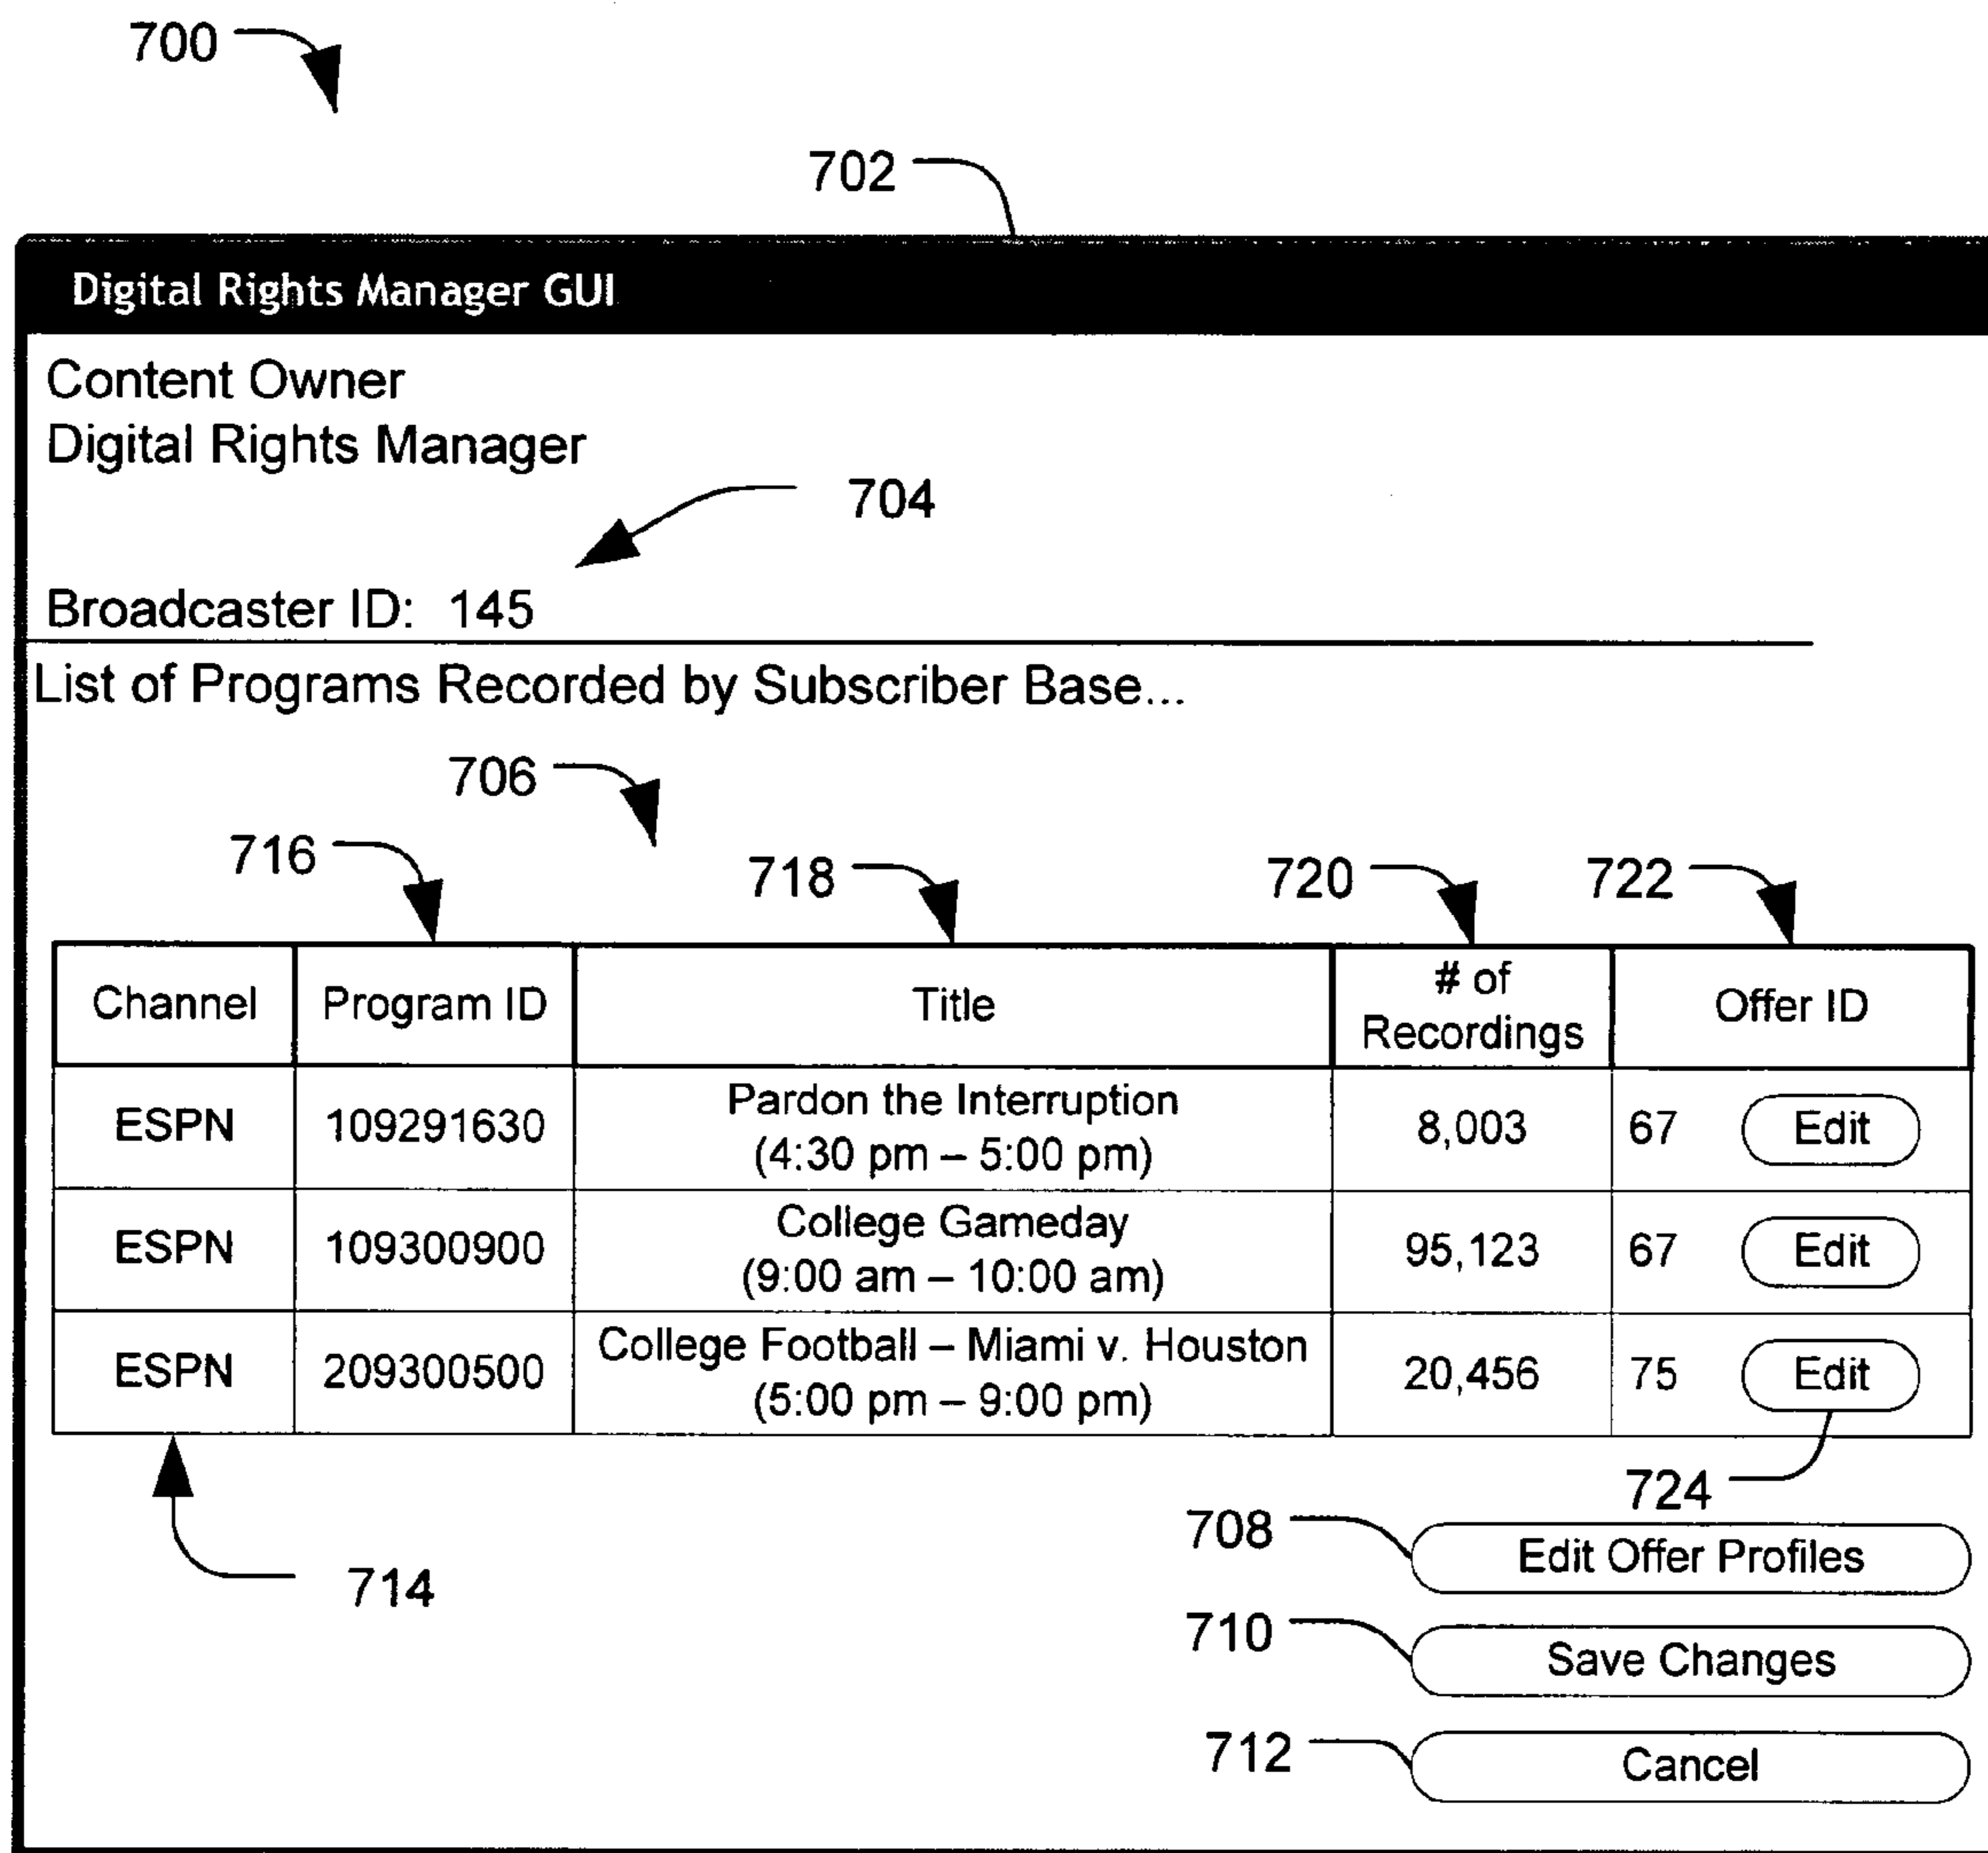 700
702
Digital Rights Manager GUI
Content Owner
Digital Rights Manager
704
Broadcaster ID: 145
List of Programs Recorded by Subscriber Base...
706
716
718
720
722
Channel
Program ID
Title
# of
Recordings
Offer ID
ESPN
109291630
Pardon the Interruption
(4:30 pm – 5:00 pm)
8,003
67
Edit
ESPN
109300900
College Gameday
(9:00 am – 10:00 am)
95,123
67
Edit
ESPN
209300500
College Football – Miami v. Houston
(5:00 pm – 9:00 pm)
20,456
75
Edit
724
714
708
Edit Offer Profiles
710
Save Changes
712
Cancel